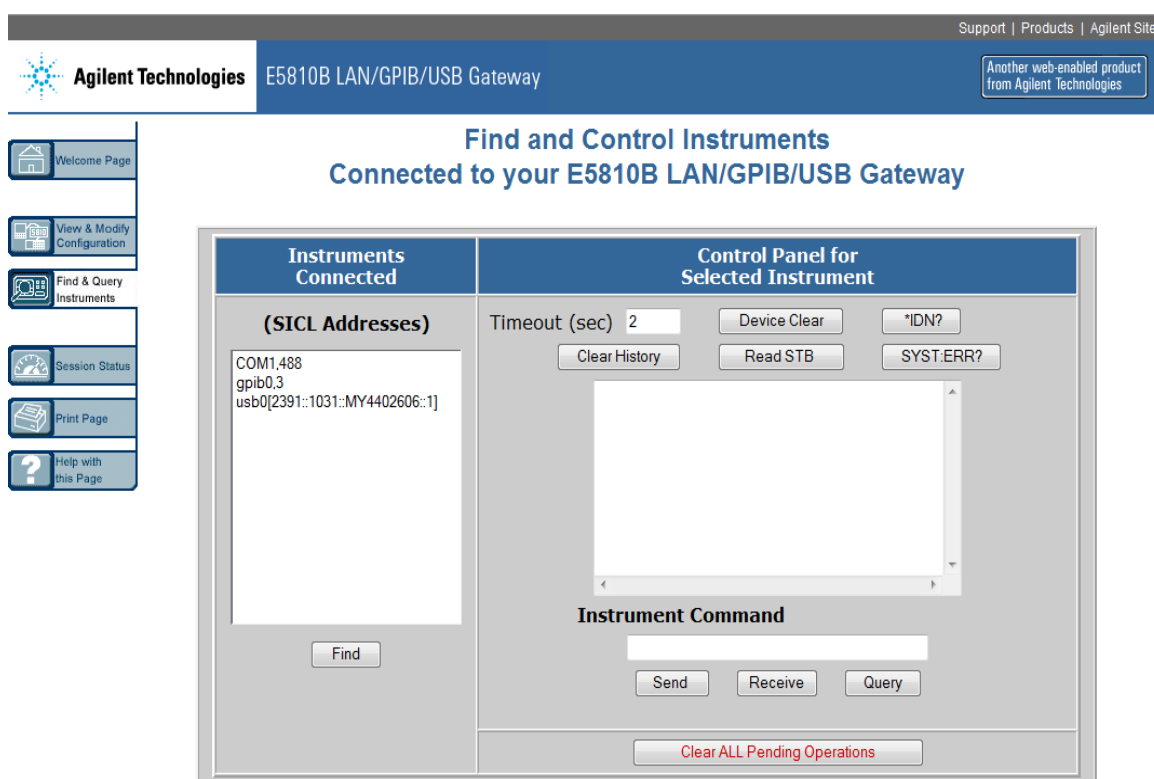 Support | Products | Agilent Site
Agilent Technologies
E5810B LAN/GPIB/USB Gateway
Another web-enabled product
from Agilent Technologies
Find and Control Instruments
Connected to your E5810B LAN/GPIB/USB Gateway
Welcome Page
View & Modify
Configuration
Find & Query
Instruments
Session Status
Print Page
Help with
this Page
Instruments
Connected
(SICL Addresses)
COM1,488
gpib0,3
usb0[2391::1031::MY4402606::1]
Find
Control Panel for
Selected Instrument
Timeout (sec) 2 Device Clear *IDN?
Clear History Read STB SYST:ERR?
Instrument Command
Send Receive Query
Clear ALL Pending Operations